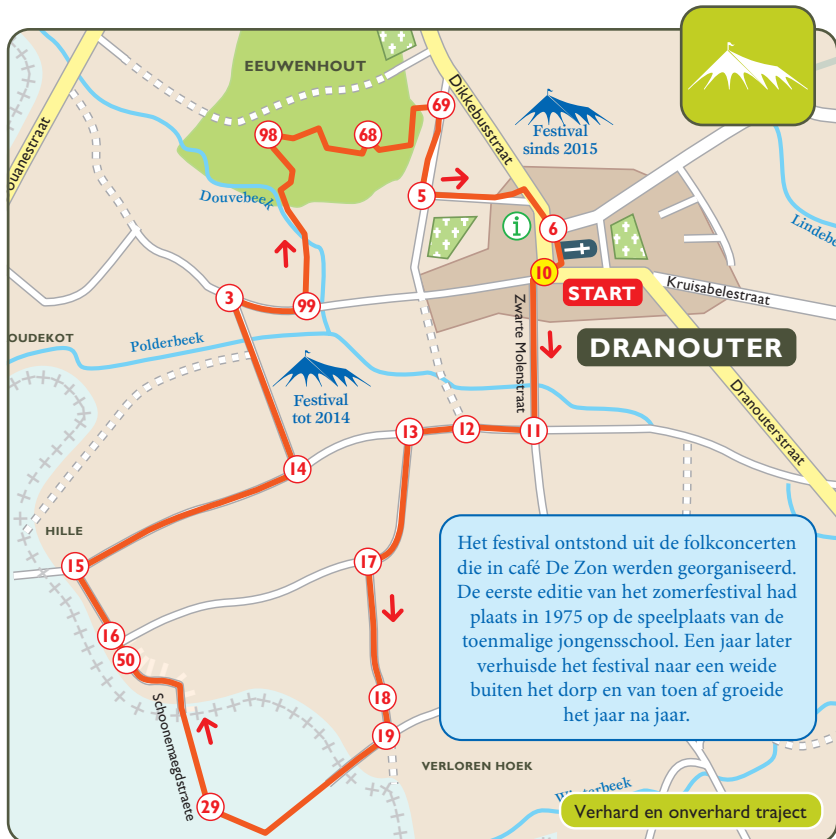 EEUWENHOUT
69
98
68
Dikkebusstraat
Festival
sinds 2015
ouanestraat
Douvebeek
5
i
6
10
START
3
99
Kruisabelestraat
OUDEKOT
Polderbeek
Zwarte Molenstraat
DRANOUTER
Festival
tot 2014
Dranouterstraat
13
12
11
14
HILLE
15
17
16
50
18
19
Schoonemaegdstraete
29
Het festival ontstond uit de folkconcerten
die in café De Zon werden georganiseerd.
De eerste editie van het zomerfestival had
plaats in 1975 op de speelplaats van de
toenmalige jongensschool. Een jaar later
verhuisde het festival naar een weide
buiten het dorp en van toen af groeide
het jaar na jaar.
VERLOREN HOEK
Verhard en onverhard traject